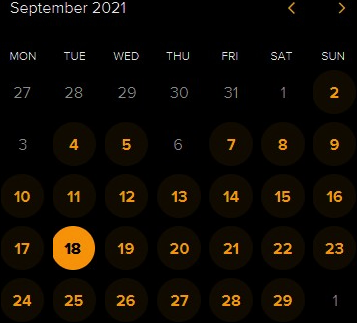 September 2021
MON TUE WED THU FRI SAT SUN
27 28 29 30 31 1 2
3 4 5 6 7 8 9
10 11 12 13 14 15 16
17 18 19 20 21 22 23
24 25 26 27 28 29 1